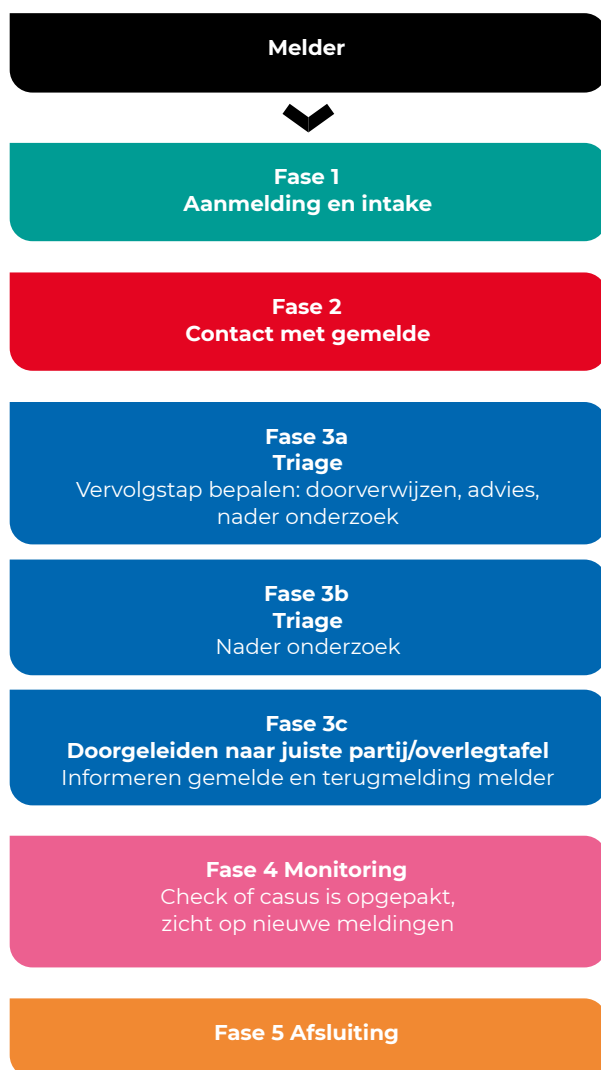 Melder
Fase 1
Aanmelding en intake
Fase 2
Contact met gemelde
Fase 3a
Triage
Vervolgstap bepalen: doorverwijzen, advies,
nader onderzoek
Fase 3b
Triage
Nader onderzoek
Fase 3c
Doorgeleiden naar juiste partij/overlegtafel
Informeren gemelde en terugmelding melder
Fase 4 Monitoring
Check of casus is opgepakt,
zicht op nieuwe meldingen
Fase 5 Afsluiting